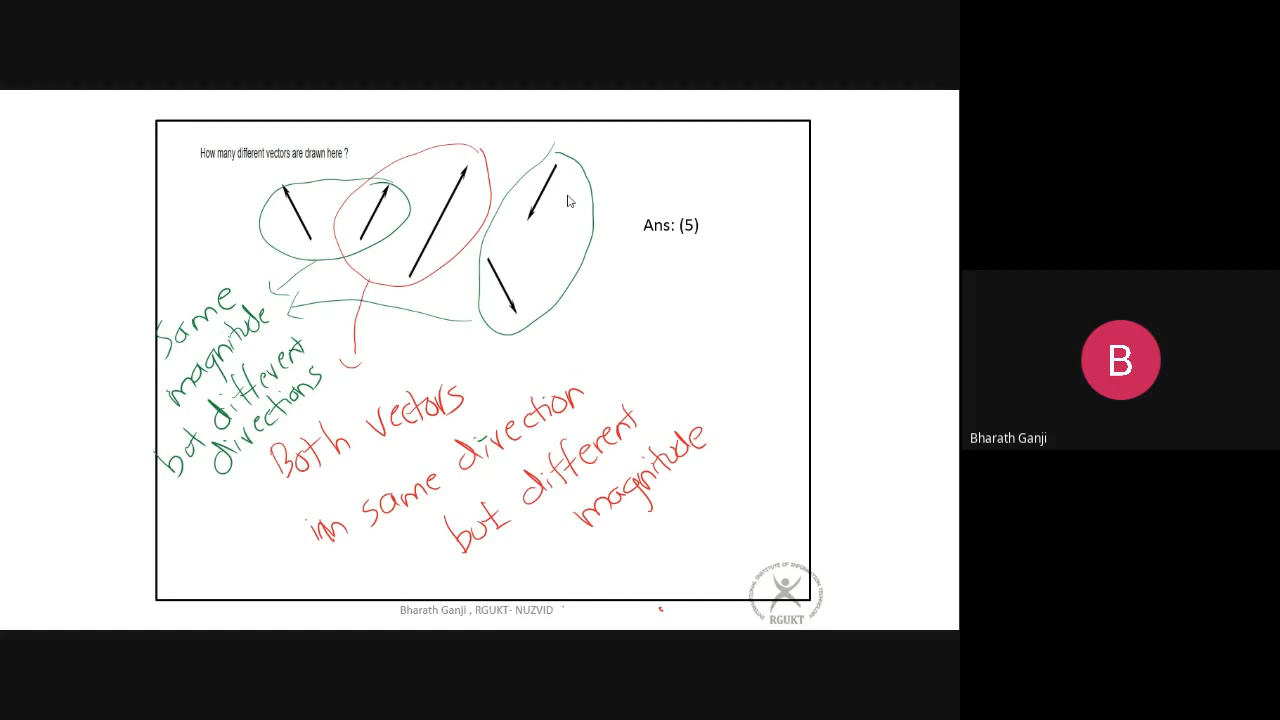 How many different vectors are drawn here ?
Ans: (5)
Same
magnitude
but different
directions
Both vectors
in same direction
but different
magnitude
Bharath Ganji , RGUKT- NUZVID
RGUKT
B
Bharath Ganji